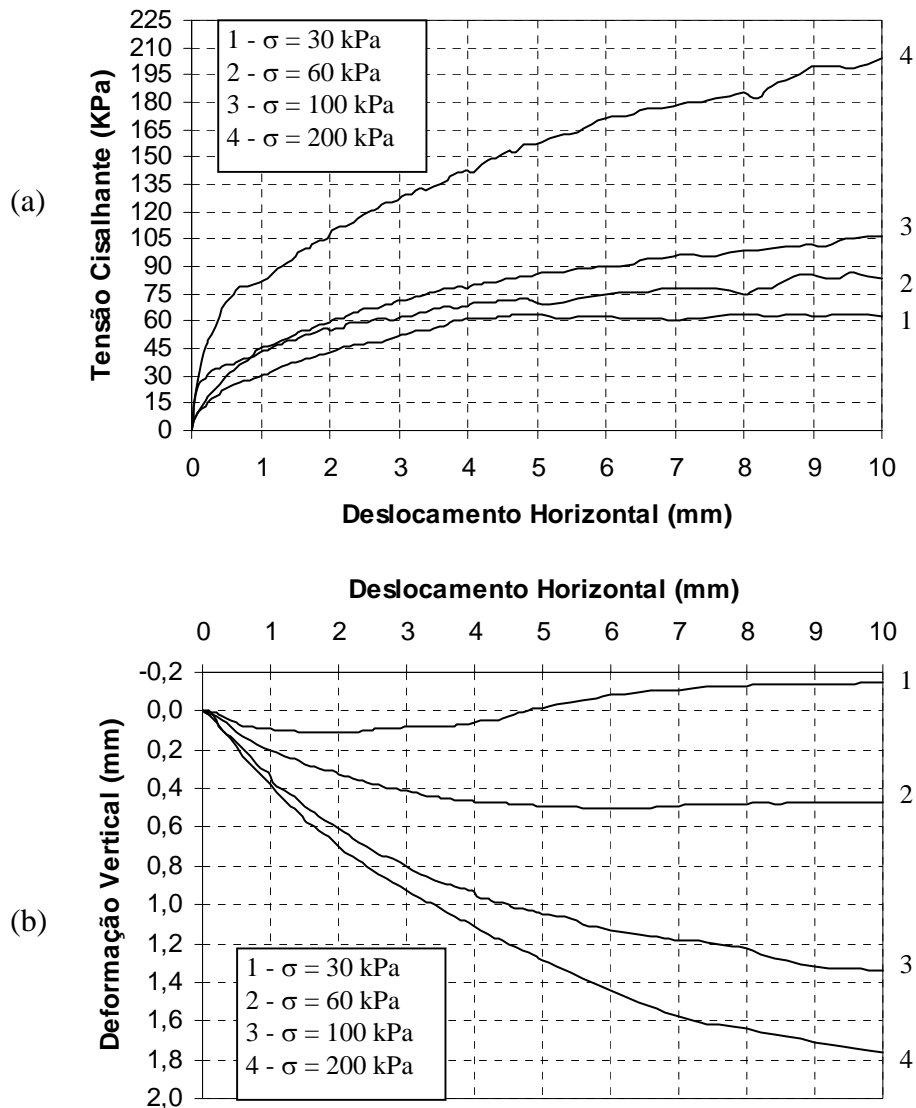 (a)
Tensão Cisalhante (KPa)
225
210
195
180
165
150
135
120
105
90
75
60
45
30
15
0
1 - σ = 30 kPa
2 - σ = 60 kPa
3 - σ = 100 kPa
4 - σ = 200 kPa
4
3
2
1
0 1 2 3 4 5 6 7 8 9 10
Deslocamento Horizontal (mm)
(b)
Deslocamento Horizontal (mm)
0 1 2 3 4 5 6 7 8 9 10
Deformação Vertical (mm)
-0,2
0,0
0,2
0,4
0,6
0,8
1,0
1,2
1,4
1,6
1,8
2,0
1
2
3
4
1 - σ = 30 kPa
2 - σ = 60 kPa
3 - σ = 100 kPa
4 - σ = 200 kPa